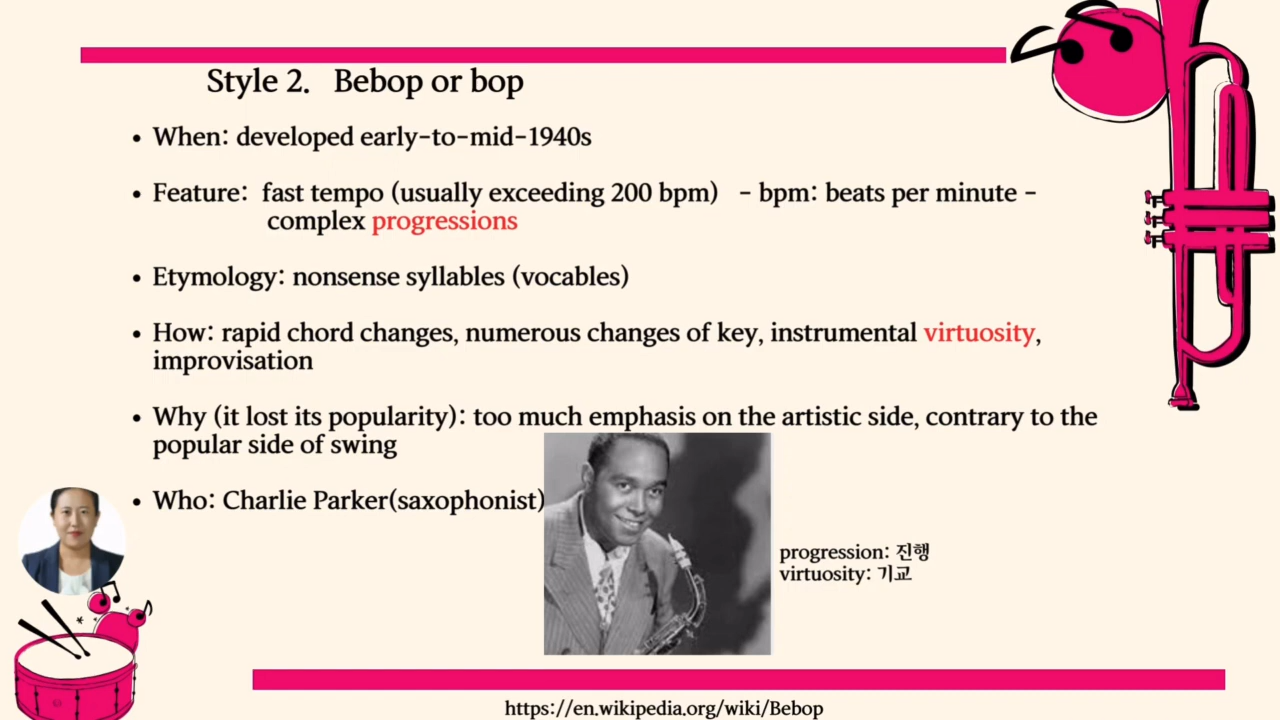 Style 2.  Bebop or bop
• When: developed early-to-mid-1940s
• Feature:  fast tempo (usually exceeding 200 bpm)   - bpm: beats per minute -
complex progressions
• Etymology: nonsense syllables (vocables)
• How: rapid chord changes, numerous changes of key, instrumental virtuosity,
improvisation
• Why (it lost its popularity): too much emphasis on the artistic side, contrary to the
popular side of swing
• Who: Charlie Parker(saxophonist)
progression: 진행
virtuosity: 기교
https://en.wikipedia.org/wiki/Bebop